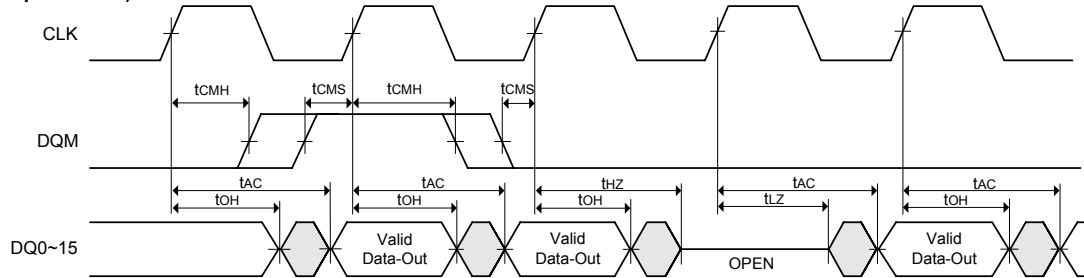 CLK
tCMH tCMS tCMH tCMS
DQM
tAC tAC tHZ tAC tAC
tOH tOH tOH tLZ tOH
DQ0~15 Valid Data-Out Valid Data-Out OPEN Valid Data-Out